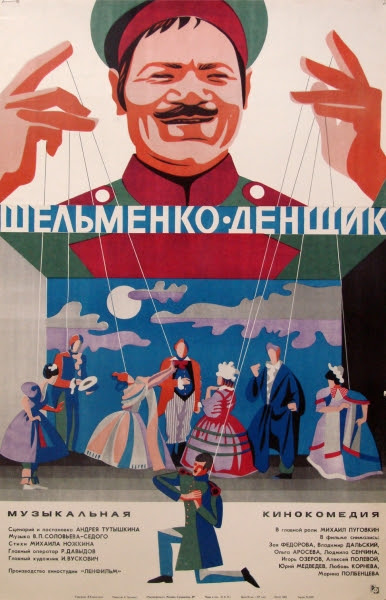 ШЕЛЬМЕНКО-ДЕНЩИК
МУЗЫКАЛЬНАЯ КИНОКОМЕДИЯ
Сценарий и постановка АНДРЕЯ ТУТЫШКИНА
Музыка В.П.СОЛОВЬЕВА-СЕДОГО
Стихи МИХАИЛА НОЖКИНА
Главный оператор Р.ДАВЫДОВ
Главный художник И.ВУСКОВИЧ
Производство киностудии «ЛЕНФИЛЬМ»
В главной роли МИХАИЛ ПУГОВКИН
В фильме снимались:
Зоя ФЕДОРОВА, Владимир ДАЛЬСКИЙ,
Ольга АРОСЕВА, Людмила СЕНЧИНА,
Игорь ОЗЕРОВ, Алексей ПОЛЕВОЙ,
Юрий МЕДВЕДЕВ, Любовь КОРНЕВА,
Марина ПОЛБЕНЦЕВА